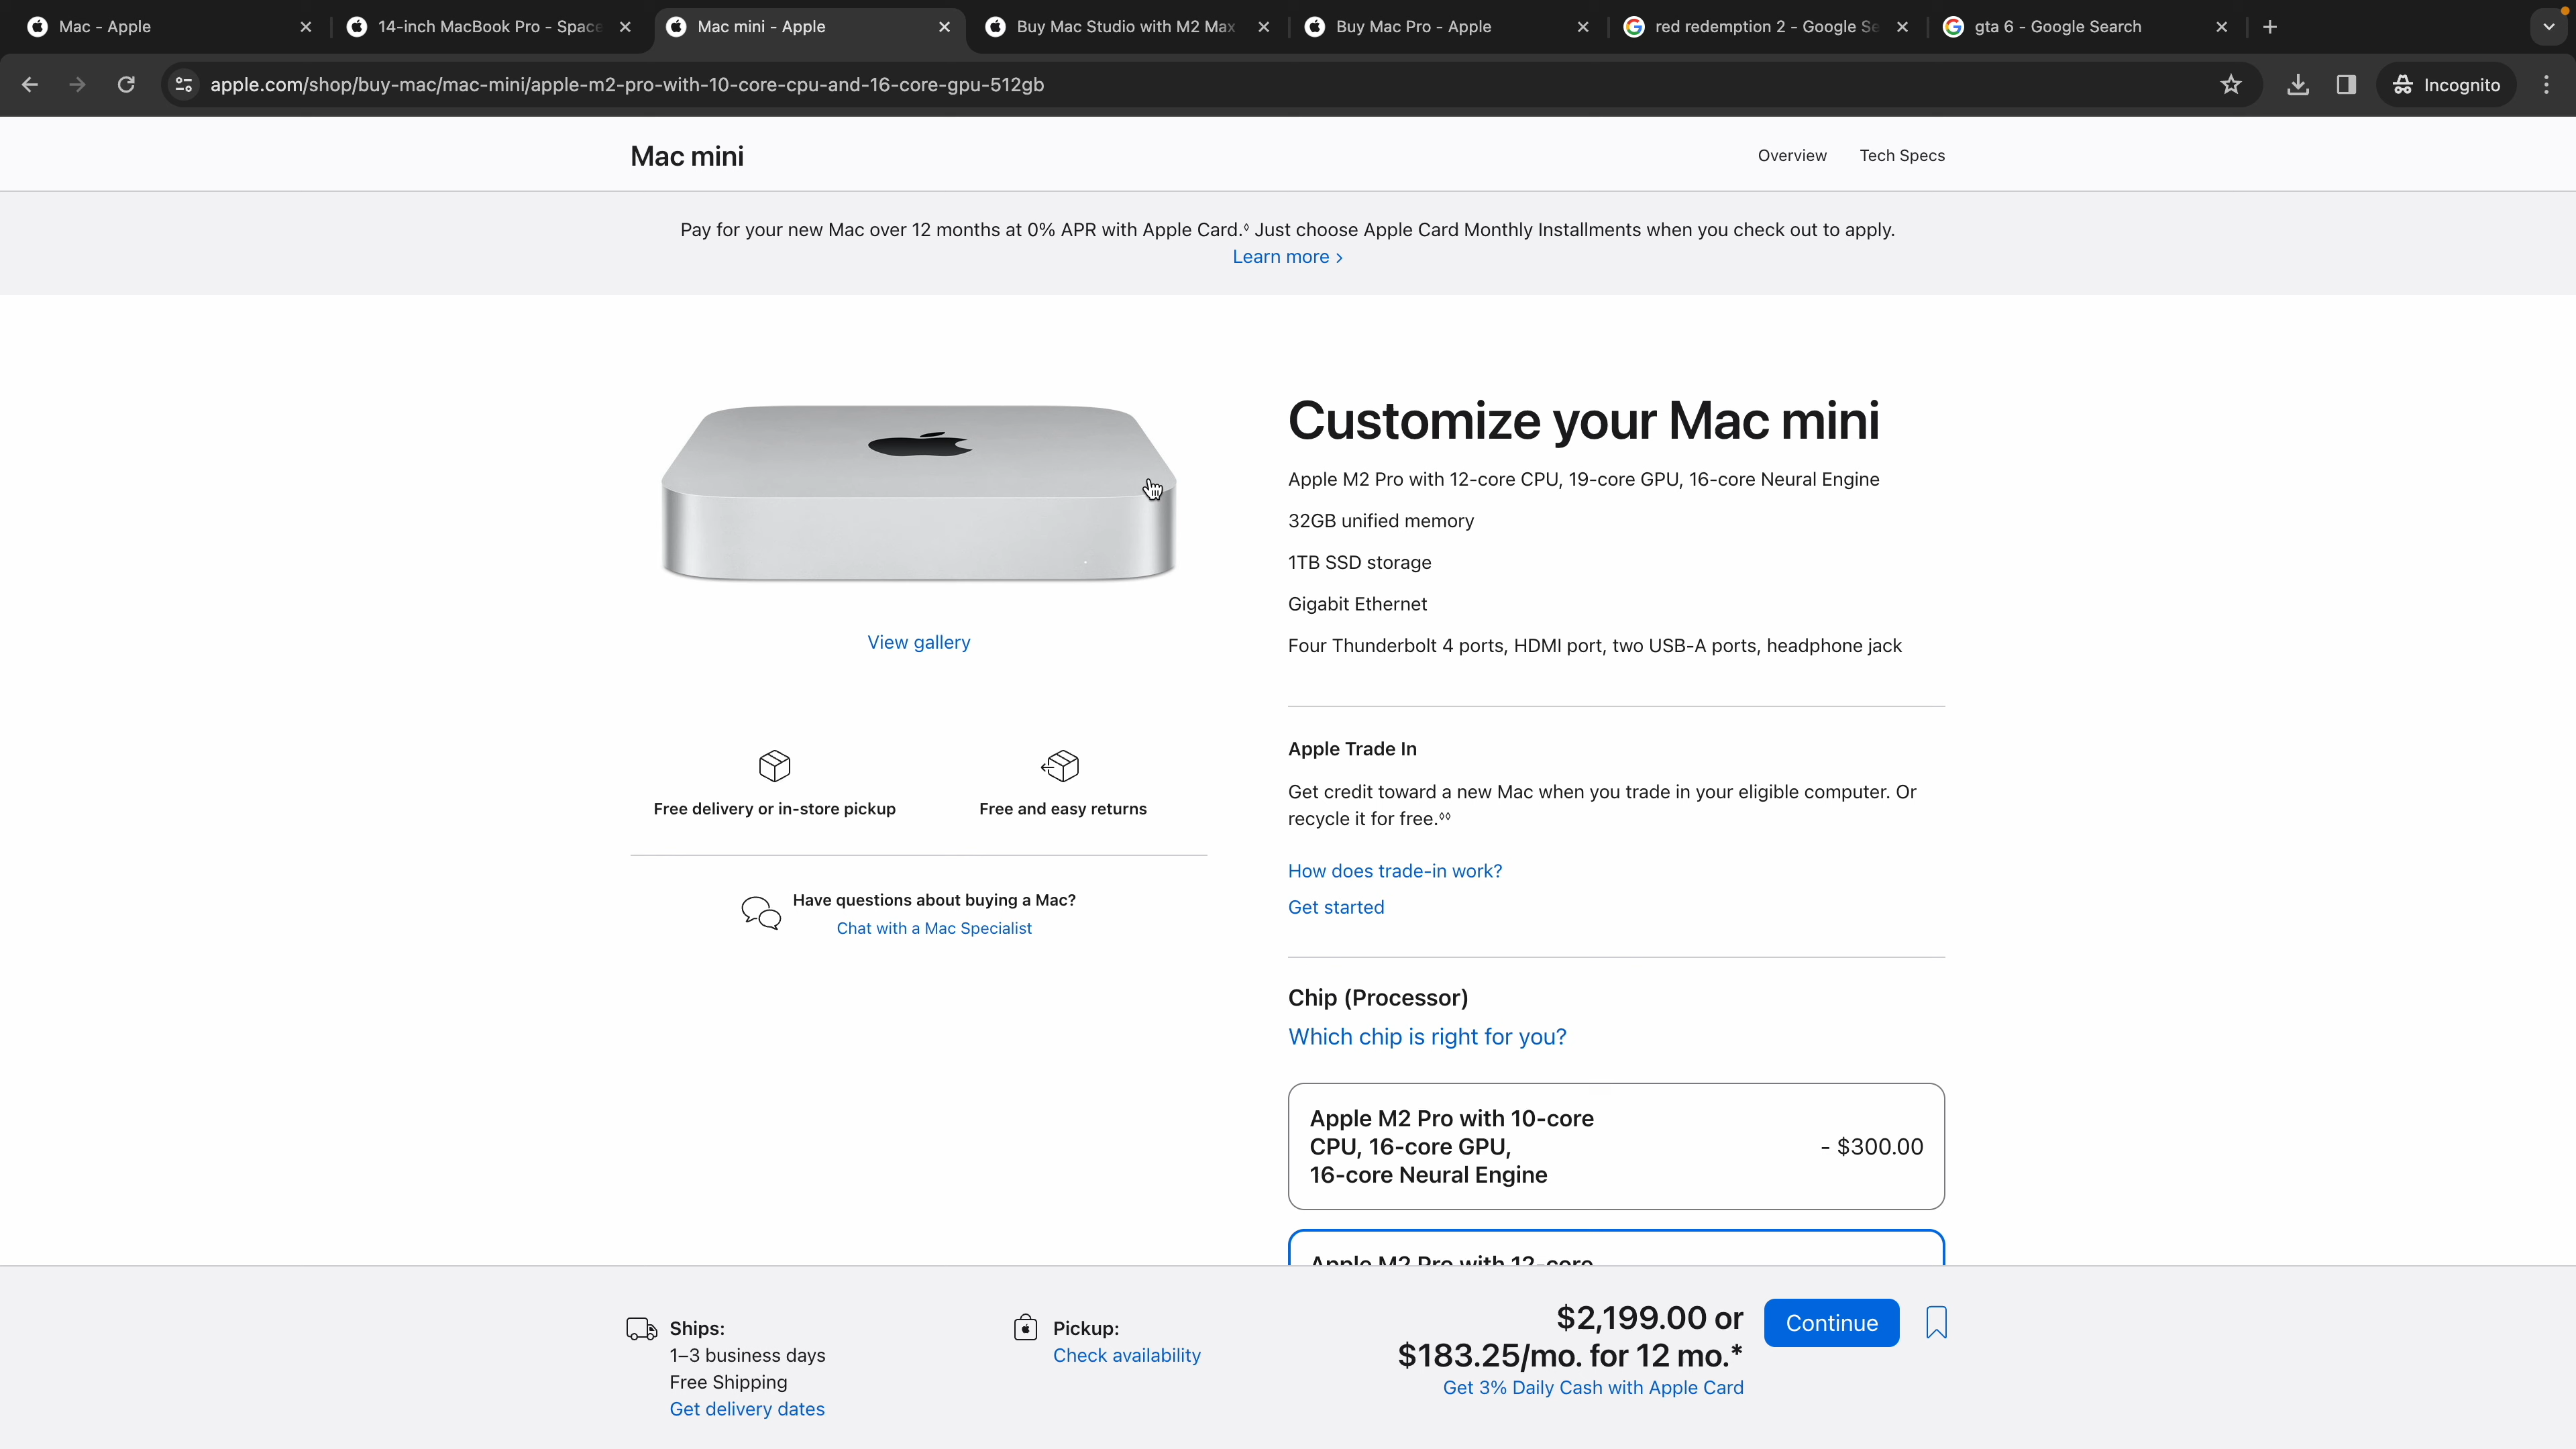 Mac - Apple
14-inch MacBook Pro - Space
Mac mini - Apple
Buy Mac Studio with M2 Max
Buy Mac Pro - Apple
red redemption 2 - Google Se
gta 6 - Google Search
apple.com/shop/buy-mac/mac-mini/apple-m2-pro-with-10-core-cpu-and-16-core-gpu-512gb
Incognito
Mac mini
Overview
Tech Specs
Pay for your new Mac over 12 months at 0% APR with Apple Card.◊ Just choose Apple Card Monthly Installments when you check out to apply.
Learn more >
View gallery
Free delivery or in-store pickup
Free and easy returns
Have questions about buying a Mac?
Chat with a Mac Specialist
Customize your Mac mini
Apple M2 Pro with 12-core CPU, 19-core GPU, 16-core Neural Engine
32GB unified memory
1TB SSD storage
Gigabit Ethernet
Four Thunderbolt 4 ports, HDMI port, two USB-A ports, headphone jack
Apple Trade In
Get credit toward a new Mac when you trade in your eligible computer. Or
recycle it for free.◊◊
How does trade-in work?
Get started
Chip (Processor)
Which chip is right for you?
Apple M2 Pro with 10-core
CPU, 16-core GPU,
16-core Neural Engine
- $300.00
Apple M2 Pro with 12-core
Ships:
1–3 business days
Free Shipping
Get delivery dates
Pickup:
Check availability
$2,199.00 or
$183.25/mo. for 12 mo.*
Get 3% Daily Cash with Apple Card
Continue